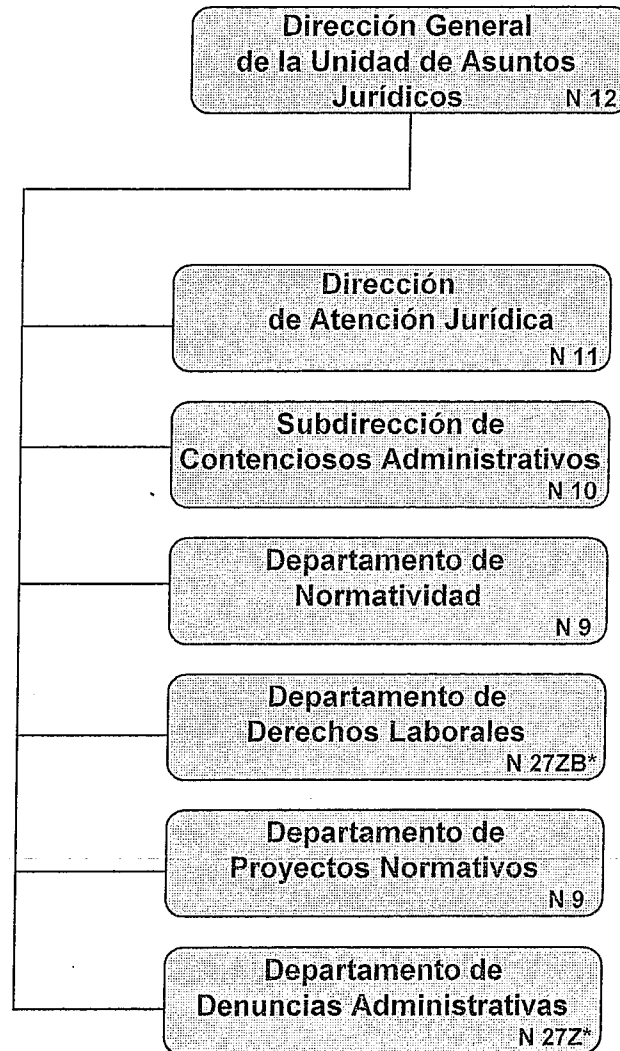 Dirección General
de la Unidad de Asuntos
Jurídicos N 12
Dirección
de Atención Jurídica
N 11
Subdirección de
Contenciosos Administrativos
N 10
Departamento de
Normatividad
N 9
Departamento de
Derechos Laborales
N 27ZB*
Departamento de
Proyectos Normativos
N 9
Departamento de
Denuncias Administrativas
N 27Z*